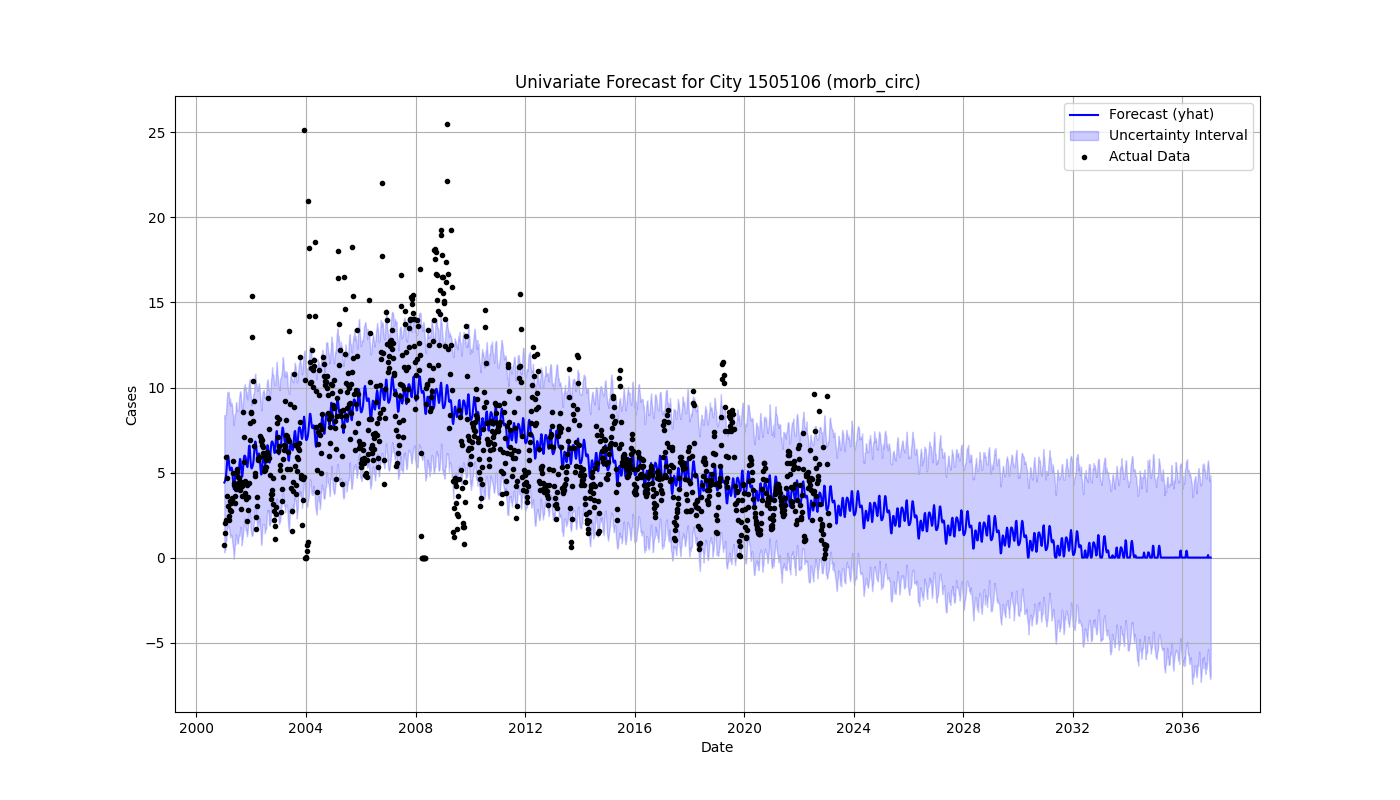 Univariate Forecast for City 1505106 (morb_circ)
Forecast (yhat)
Uncertainty Interval
Actual Data
Cases
25
20
15
10
5
0
−5
2000 2004 2008 2012 2016 2020 2024 2028 2032 2036
Date